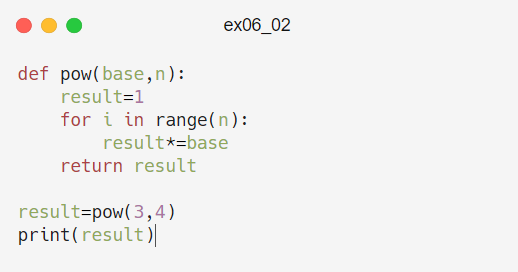 ex06_02
def pow(base,n):
    result=1
    for i in range(n):
        result*=base
    return result
result=pow(3,4)
print(result)